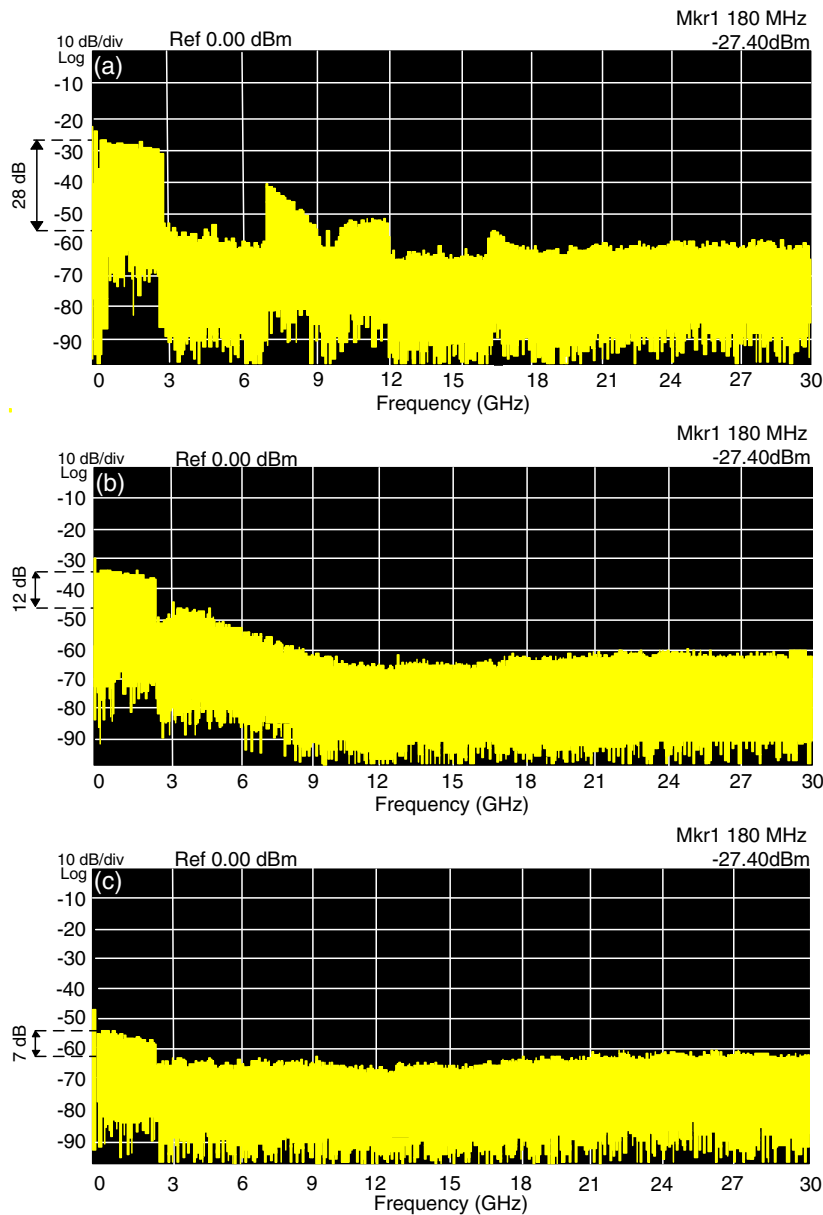 Mkr1 180 MHz
10 dB/div Ref 0.00 dBm -27.40dBm
Log
(a)
-10
-20
-30
-40
-50
-60
-70
-80
-90
28 dB
0 3 6 9 12 15 18 21 24 27 30
Frequency (GHz)
Mkr1 180 MHz
10 dB/div Ref 0.00 dBm -27.40dBm
Log
(b)
-10
-20
-30
-40
-50
-60
-70
-80
-90
12 dB
0 3 6 9 12 15 18 21 24 27 30
Frequency (GHz)
Mkr1 180 MHz
10 dB/div Ref 0.00 dBm -27.40dBm
Log
(c)
-10
-20
-30
-40
-50
-60
-70
-80
-90
7 dB
0 3 6 9 12 15 18 21 24 27 30
Frequency (GHz)